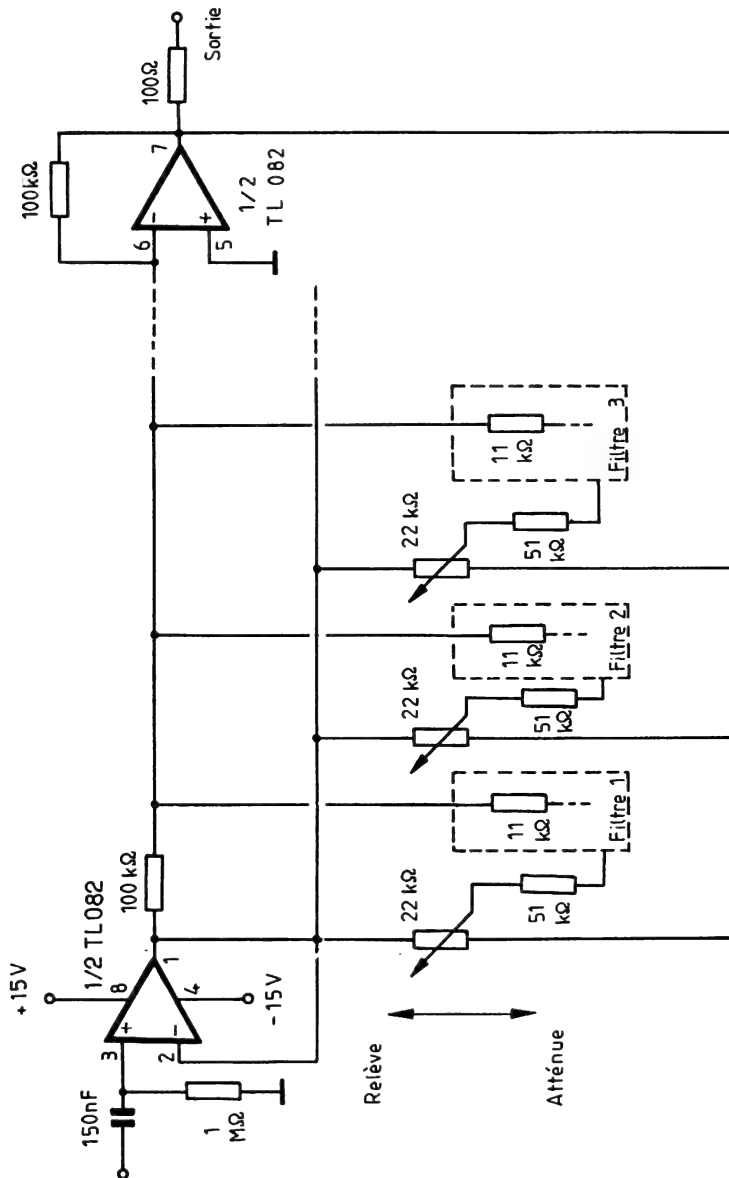 150nF
1
MΩ
+15V
1/2 TL082
3
+
2
−
8
1
4
-15V
100 kΩ
100kΩ
6
−
5
+
7
1/2
TL 082
100Ω
Sortie
Relève
Atténue
22 kΩ
51
kΩ
11
kΩ
Filtre 1
22 kΩ
51
kΩ
11
kΩ
Filtre 2
22 kΩ
51
kΩ
11
kΩ
Filtre 3